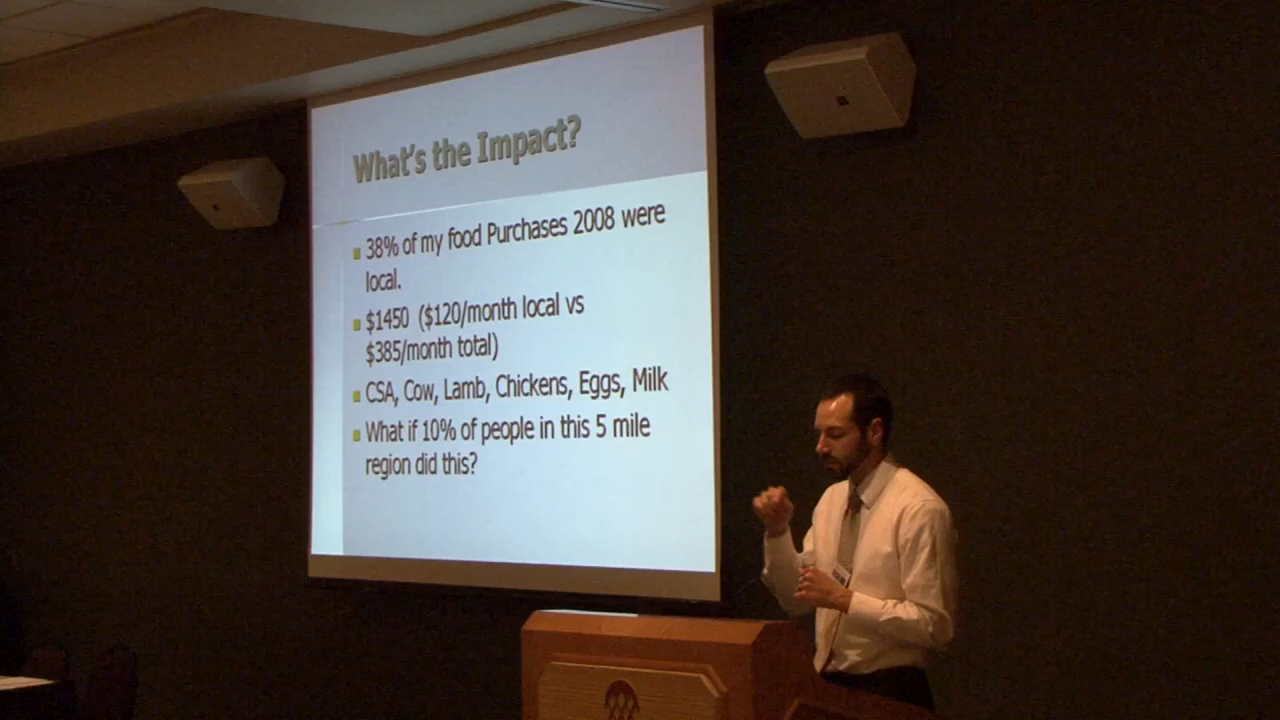 What's the Impact?
38% of my food Purchases 2008 were
local.
$1450 ($120/month local vs
$385/month total)
CSA, Cow, Lamb, Chickens, Eggs, Milk
What if 10% of people in this 5 mile
region did this?